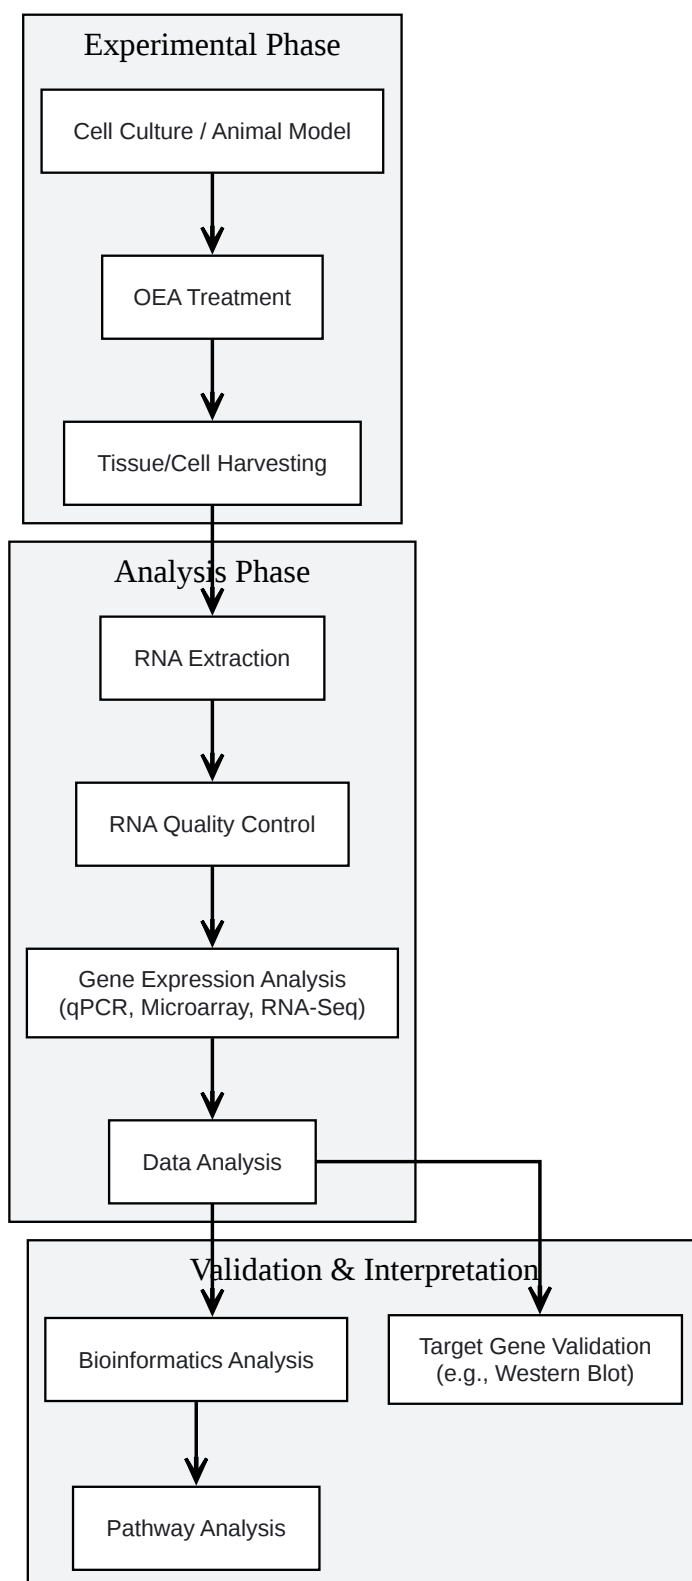 Experimental Phase
Cell Culture / Animal Model
OEA Treatment
Tissue/Cell Harvesting
Analysis Phase
RNA Extraction
RNA Quality Control
Gene Expression Analysis
(qPCR, Microarray, RNA-Seq)
Data Analysis
Validation & Interpretation
Bioinformatics Analysis
Target Gene Validation
(e.g., Western Blot)
Pathway Analysis